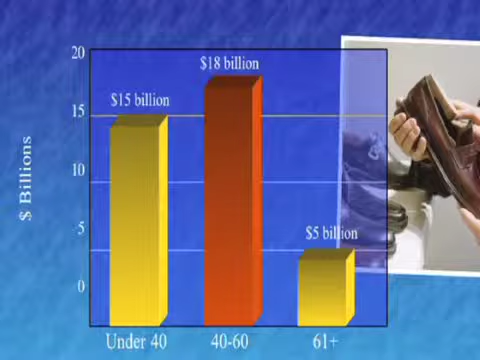 20
$18 billion
$15 billion
15
10
$ Billions
5
$5 billion
0
Under 40
40-60
61+